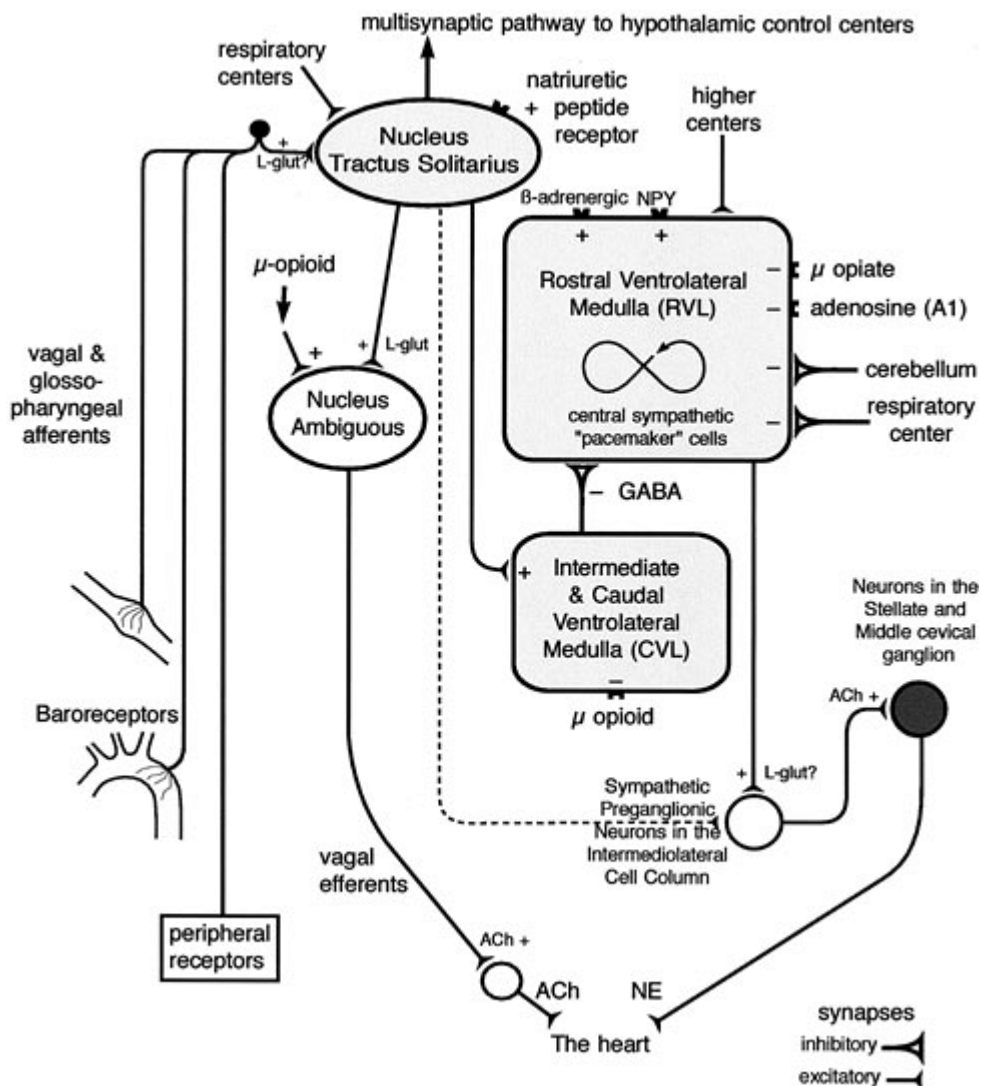 multisynaptic pathway to hypothalamic control centers
respiratory
centers
natriuretic
+ peptide
receptor
higher
centers
Nucleus
Tractus Solitarius
+
L-glut?
ß-adrenergic NPY
+ +
Rostral Ventrolateral
Medulla (RVL)
central sympathetic
"pacemaker" cells
– µ opiate
– adenosine (A1)
– cerebellum
– respiratory
center
µ-opioid
+
+ L-glut
Nucleus
Ambiguous
vagal &
glosso-
pharyngeal
afferents
– GABA
+
Intermediate
& Caudal
Ventrolateral
Medulla (CVL)
–
µ opioid
Neurons in the
Stellate and
Middle cevical
ganglion
ACh +
Baroreceptors
+ L-glut?
Sympathetic
Preganglionic
Neurons in the
Intermediolateral
Cell Column
vagal
efferents
peripheral
receptors
ACh +
ACh NE
The heart
synapses
inhibitory
excitatory